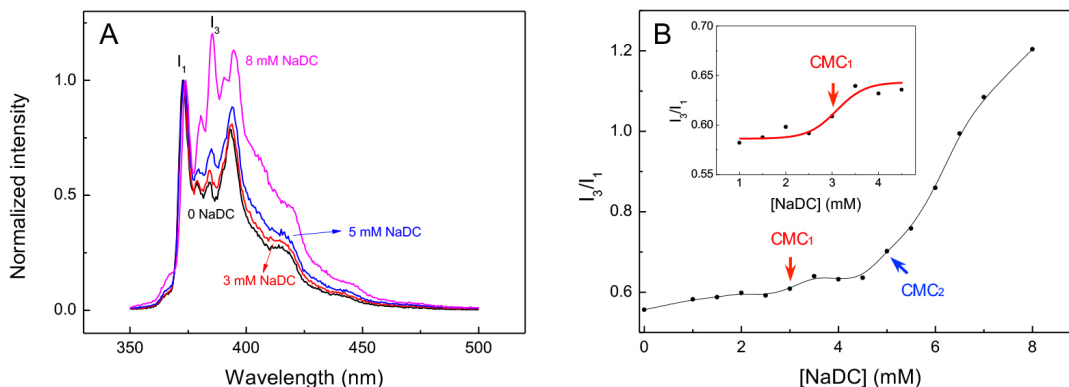 A
I1
I3
8 mM NaDC
0 NaDC
5 mM NaDC
3 mM NaDC
Normalized intensity
0.0
0.5
1.0
350
400
450
500
Wavelength (nm)
B
I3/I1
0.6
0.8
1.0
1.2
0
2
4
6
8
[NaDC] (mM)
CMC1
CMC2
I3/I1
0.55
0.60
0.65
0.70
1
2
3
4
[NaDC] (mM)
CMC1